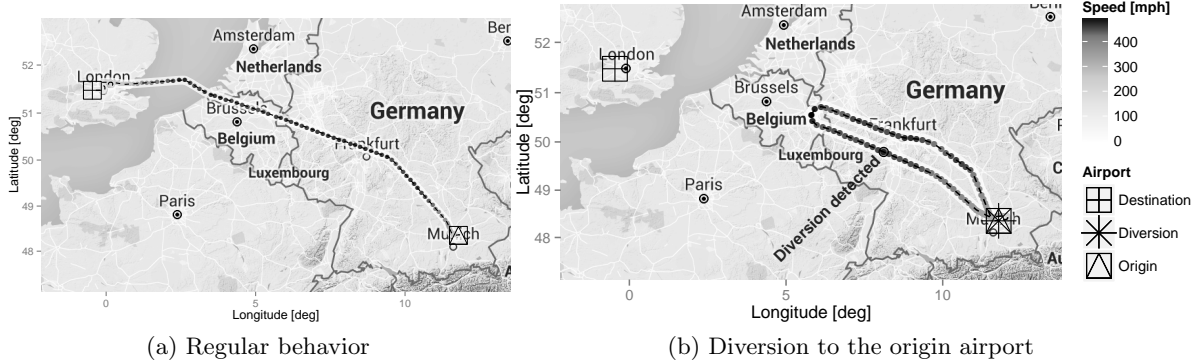 Amsterdam
Netherlands
London
Brussels
Belgium
Germany
Frankfurt
Luxembourg
Paris
Munich
Ber
A
52
51
50
49
48
0
5
10
Latitude [deg]
Longitude [deg]
(a) Regular behavior
Amsterdam
Netherlands
London
Brussels
Belgium
Germany
Frankfurt
Luxembourg
Paris
Diversion detected
Munich
Berl
C
Au
52
51
50
49
48
0
5
10
Latitude [deg]
Longitude [deg]
(b) Diversion to the origin airport
Speed [mph]
400
300
200
100
0
Airport
Destination
Diversion
Origin